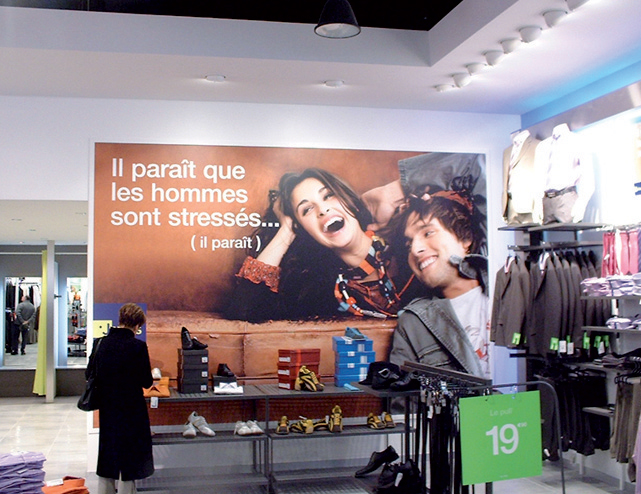 Il paraît que
les hommes
sont stressés...
( il paraît )
Le pull
19